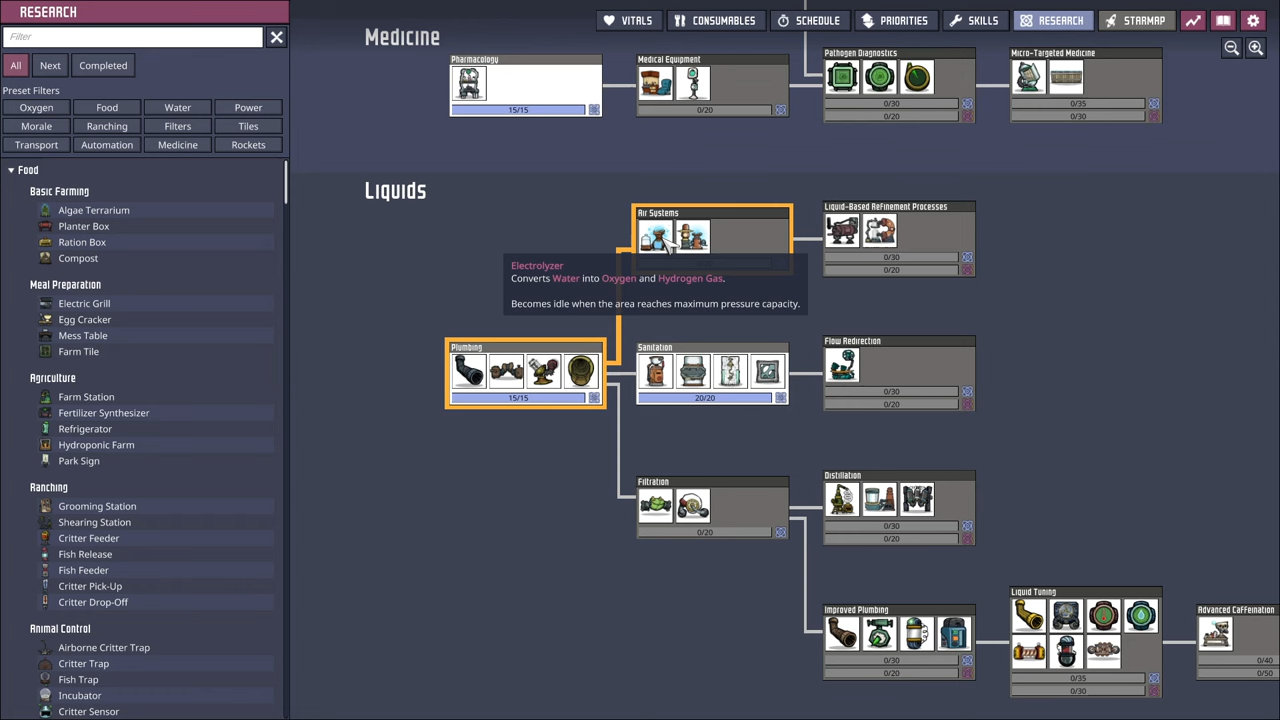 RESEARCH
VITALS
CONSUMABLES
SCHEDULE
PRIORITIES
SKILLS
RESEARCH
STARMAP
Filter
All
Next
Completed
Preset Filters
Oxygen
Food
Water
Power
Morale
Ranching
Filters
Tiles
Transport
Automation
Medicine
Rockets
Food
Basic Farming
Algae Terrarium
Planter Box
Ration Box
Compost
Meal Preparation
Electric Grill
Egg Cracker
Mess Table
Farm Tile
Agriculture
Farm Station
Fertilizer Synthesizer
Refrigerator
Hydroponic Farm
Park Sign
Ranching
Grooming Station
Shearing Station
Critter Feeder
Fish Release
Fish Feeder
Critter Pick-Up
Critter Drop-Off
Animal Control
Airborne Critter Trap
Critter Trap
Fish Trap
Incubator
Critter Sensor
Medicine
Pharmacology
15/15
Medical Equipment
0/20
Pathogen Diagnostics
0/30
0/20
Micro-Targeted Medicine
0/35
0/30
Liquids
Air Systems
Liquid-Based Refinement Processes
0/30
0/20
Electrolyzer
Converts Water into Oxygen and Hydrogen Gas.
Becomes idle when the area reaches maximum pressure capacity.
Plumbing
15/15
Sanitation
20/20
Flow Redirection
0/30
0/20
Filtration
0/20
Distillation
0/30
0/20
Improved Plumbing
0/30
0/20
Liquid Tuning
0/35
0/30
Advanced Caffeination
0/40
0/50